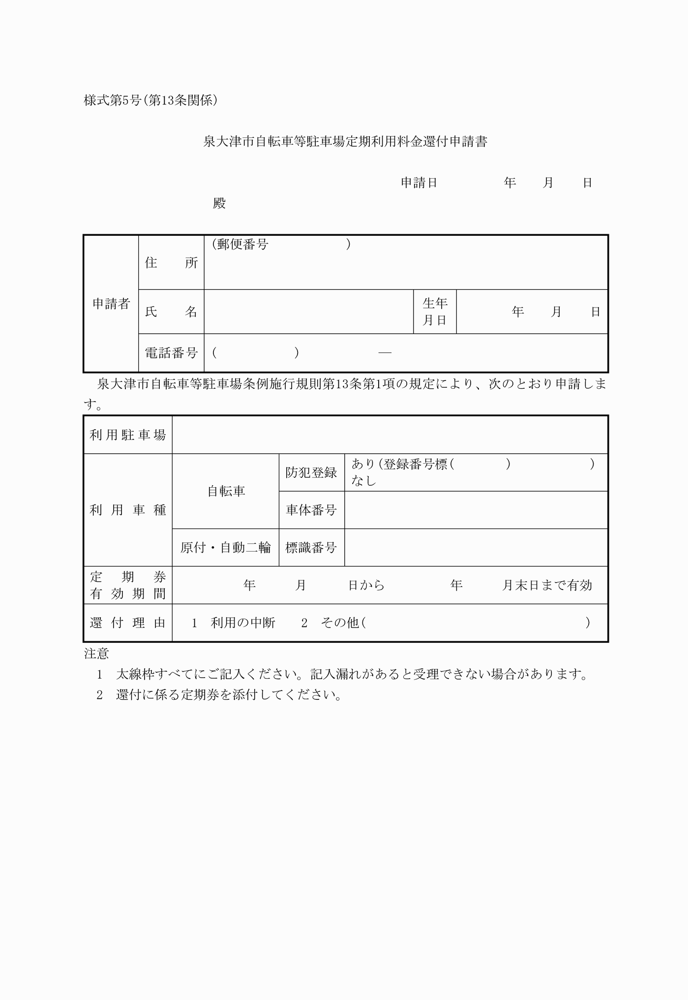 様式第5号(第13条関係)
泉大津市自転車等駐車場定期利用料金還付申請書
申請日　　　　　年　　月　　日
殿
申請者
住　　所
(郵便番号　　　　　　)
氏　　名
生年
月日
年　　月　　日
電話番号
(　　　　　　)　　　　　　―
泉大津市自転車等駐車場条例施行規則第13条第1項の規定により、次のとおり申請しま
す。
利用駐車場
利用車種
自転車
防犯登録
あり(登録番号標(　　　　)　　　　　　)
なし
車体番号
原付・自動二輪
標識番号
定期券
有効期間
年　　　月　　　日から　　　　　年　　　月末日まで有効
還付理由
1　利用の中断　　2　その他(　　　　　　　　　　　　　　　　　)
注意
1　太線枠すべてにご記入ください。記入漏れがあると受理できない場合があります。
2　還付に係る定期券を添付してください。